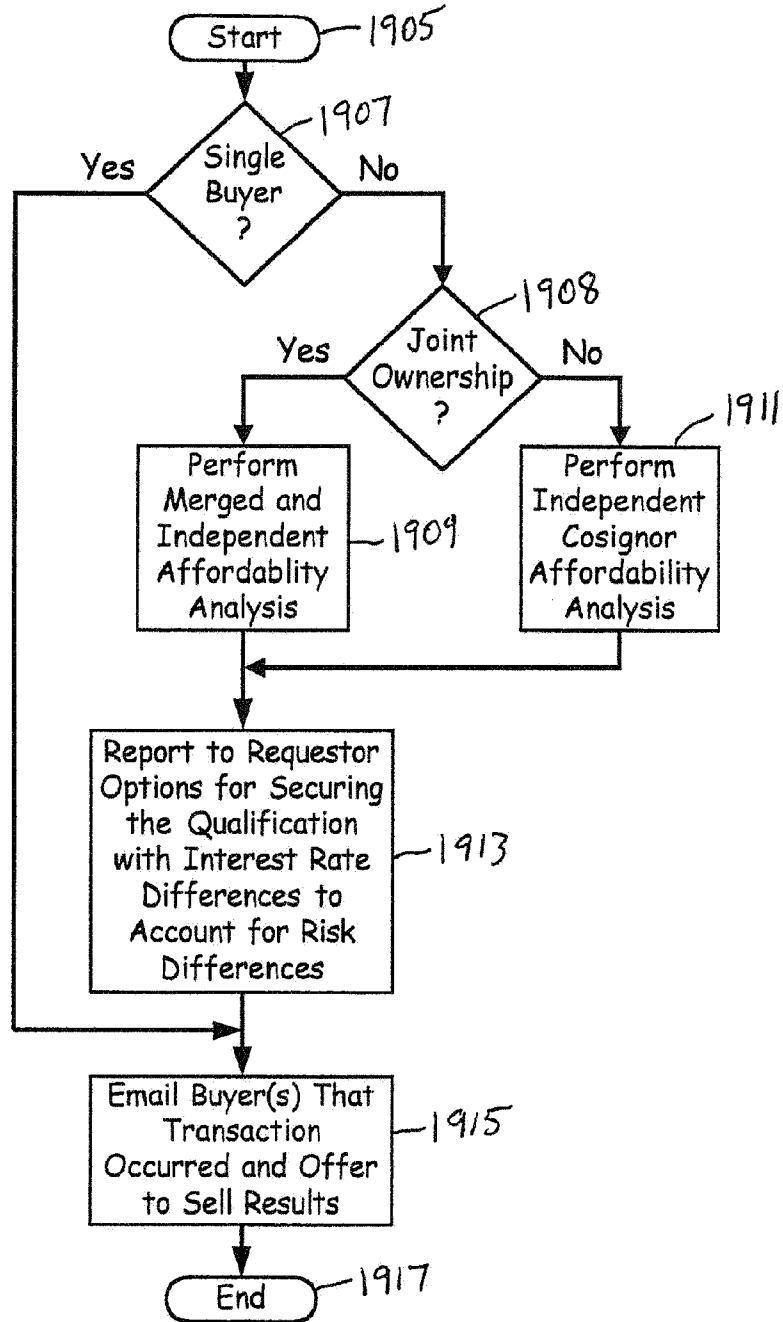 Start
1905
1907
Yes
Single
Buyer
?
No
1908
Yes
Joint
Ownership
?
No
1911
Perform
Merged and
Independent
Affordablity
Analysis
1909
Perform
Independent
Cosignor
Affordability
Analysis
Report to Requestor
Options for Securing
the Qualification
with Interest Rate
Differences to
Account for Risk
Differences
1913
Email Buyer(s) That
Transaction
Occurred and Offer
to Sell Results
1915
End
1917